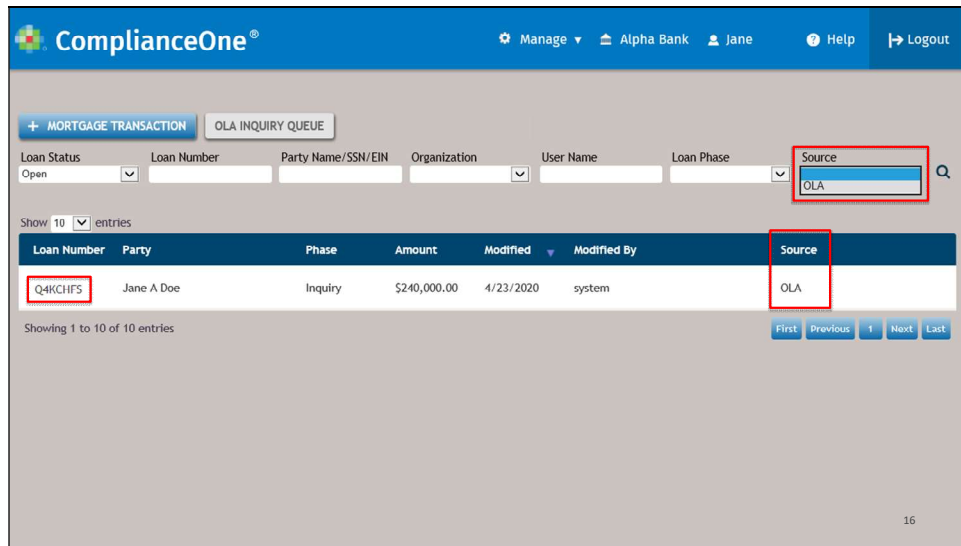 ComplianceOne®
Manage ▼ Alpha Bank Jane Help Logout
+ MORTGAGE TRANSACTION OLA INQUIRY QUEUE
Loan Status Loan Number Party Name/SSN/EIN Organization User Name Loan Phase Source
Open
OLA
Show 10 entries
Loan Number Party Phase Amount Modified ▼ Modified By Source
Q4KCHFS Jane A Doe Inquiry $240,000.00 4/23/2020 system OLA
Showing 1 to 10 of 10 entries First Previous 1 Next Last
16